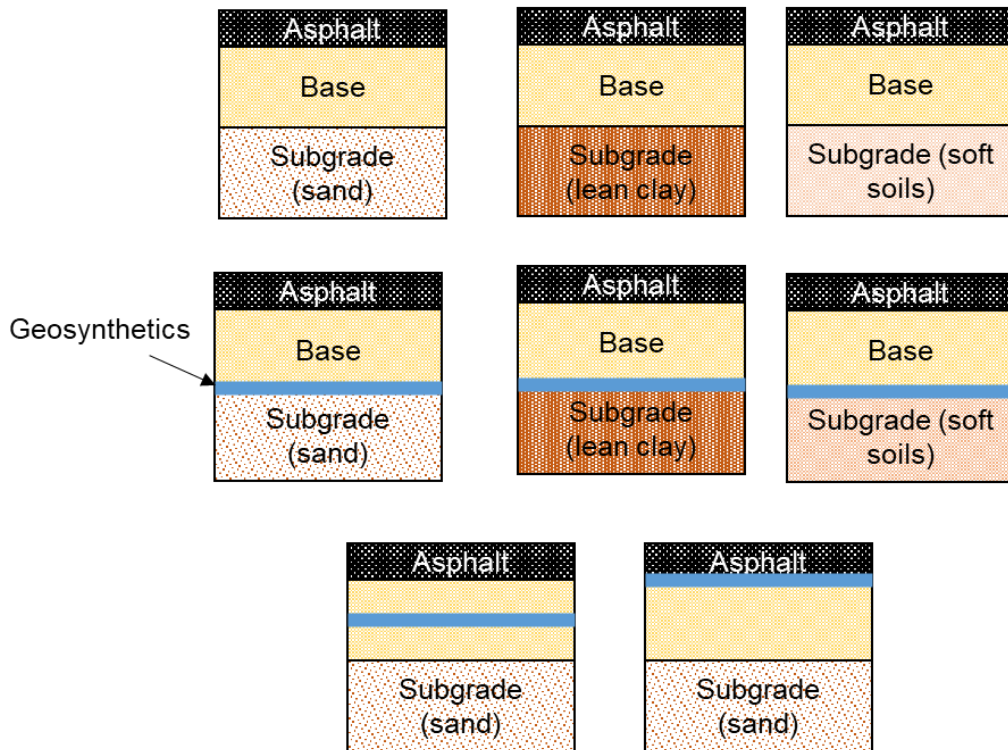 Asphalt
Base
Subgrade
(sand)
Asphalt
Base
Subgrade
(lean clay)
Asphalt
Base
Subgrade (soft
soils)
Geosynthetics
Asphalt
Base
Subgrade
(sand)
Asphalt
Base
Subgrade
(lean clay)
Asphalt
Base
Subgrade (soft
soils)
Asphalt
Subgrade
(sand)
Asphalt
Subgrade
(sand)